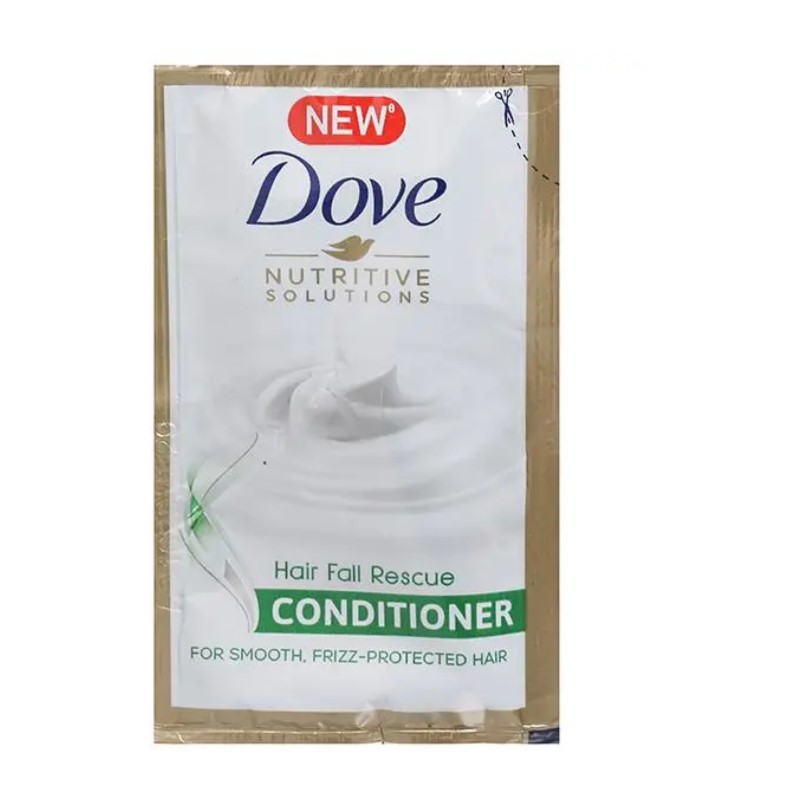 NEW
Dove
NUTRITIVE
SOLUTIONS
Hair Fall Rescue
CONDITIONER
FOR SMOOTH, FRIZZ-PROTECTED HAIR